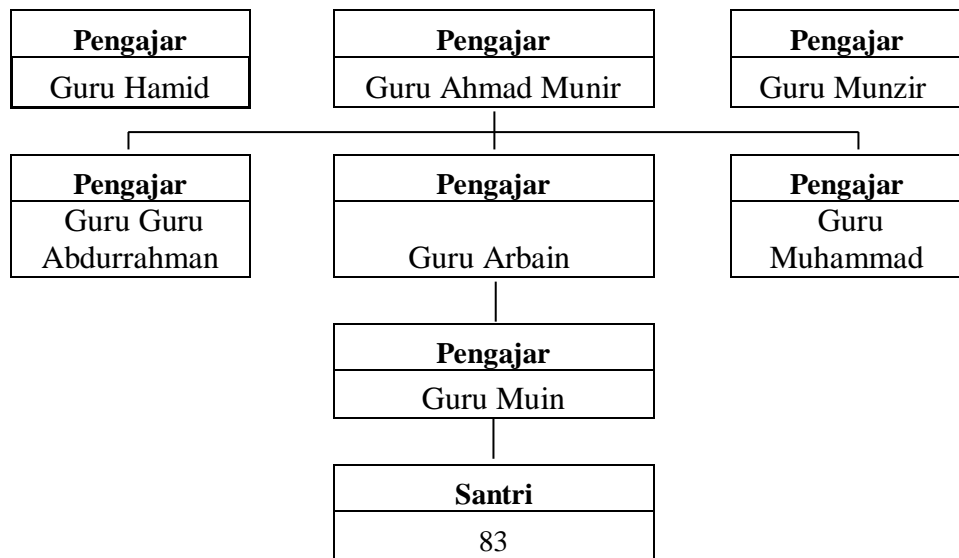 Pengajar
Guru Hamid
Pengajar
Guru Ahmad Munir
Pengajar
Guru Munzir
Pengajar
Guru Guru
Abdurrahman
Pengajar
Guru Arbain
Pengajar
Guru
Muhammad
Pengajar
Guru Muin
Santri
83